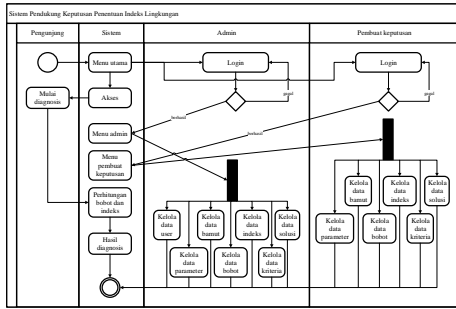 Sistem Pendukung Keputusan Penentuan Indeks Lingkungan
Pengunjung
Sistem
Admin
Pembuat keputusan
Menu utama
Login
Login
Mulai
diagnosis
Akses
gagal
gagal
berhasil
berhasil
Menu admin
Menu
pembuat
keputusan
Perhitungan
bobot dan
indeks
Hasil
diagnosis
Kelola
data
user
Kelola
data
bamut
Kelola
data
indeks
Kelola
data
solusi
Kelola
data
parameter
Kelola
data
bobot
Kelola
data
kriteria
Kelola
data
bamut
Kelola
data
indeks
Kelola
data
solusi
Kelola
data
parameter
Kelola
data
bobot
Kelola
data
kriteria